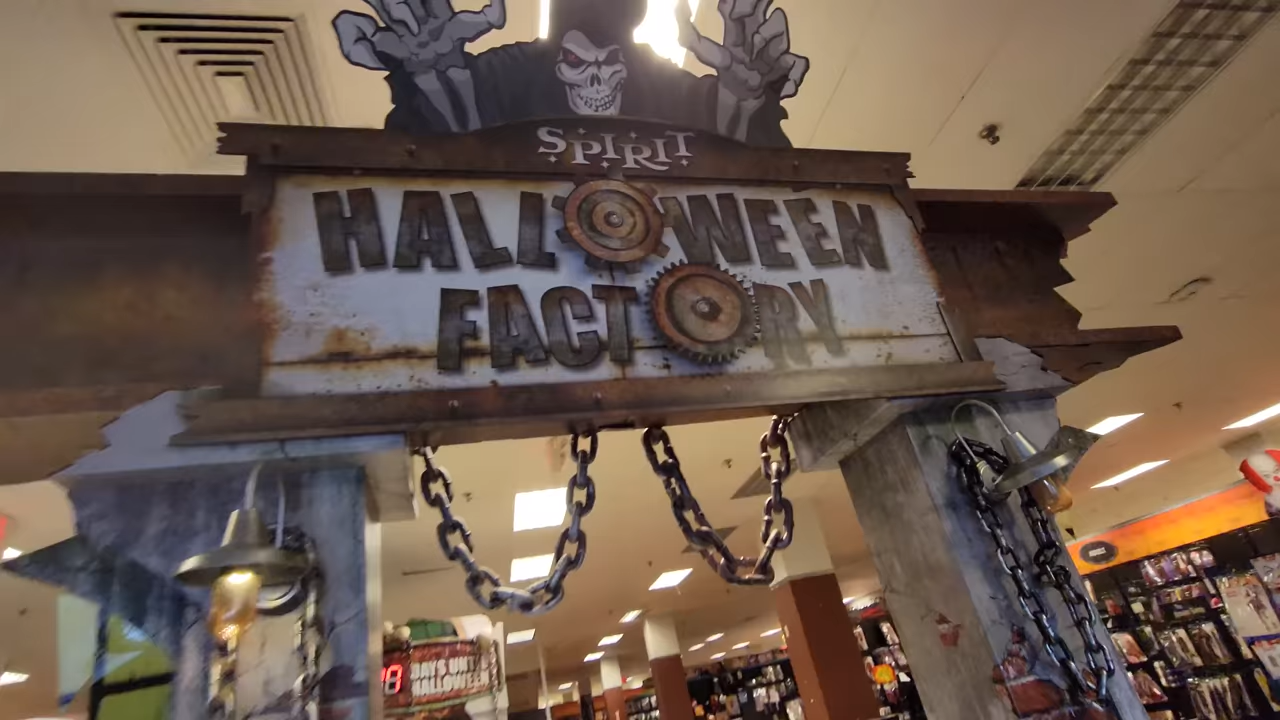 SPIRIT
HALLOWEEN
FACTORY
DAYS UNTIL
HALLOWEEN